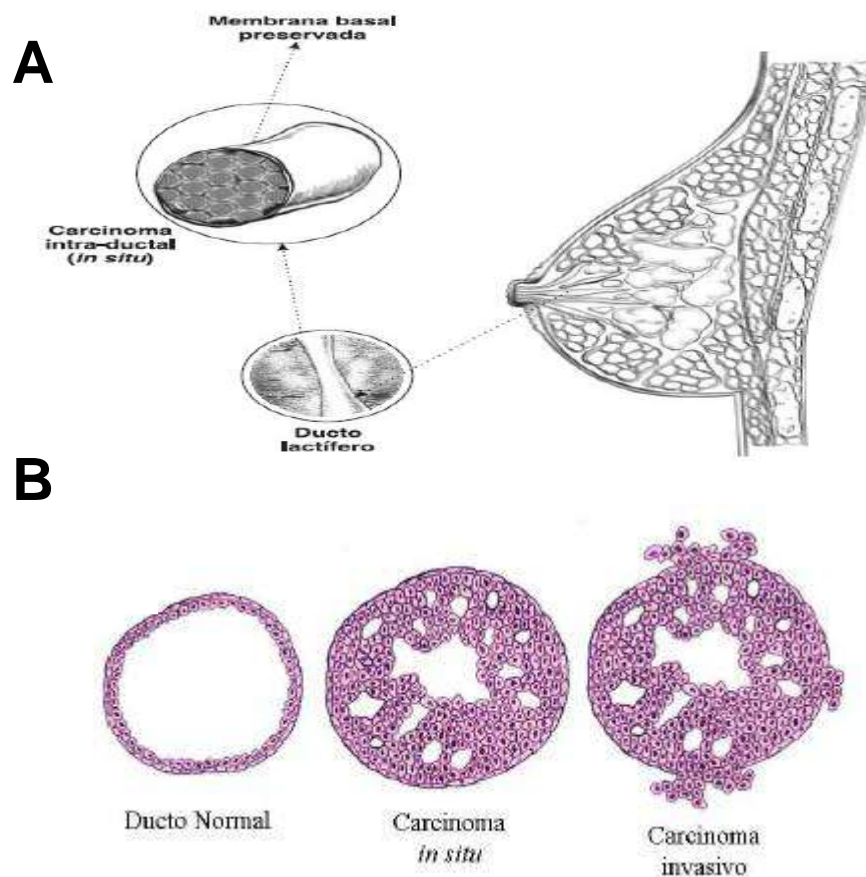 A
Membrana basal
preservada
Carcinoma
intra-ductal
(in situ)
Ducto
lactífero
B
Ducto Normal
Carcinoma
in situ
Carcinoma
invasivo